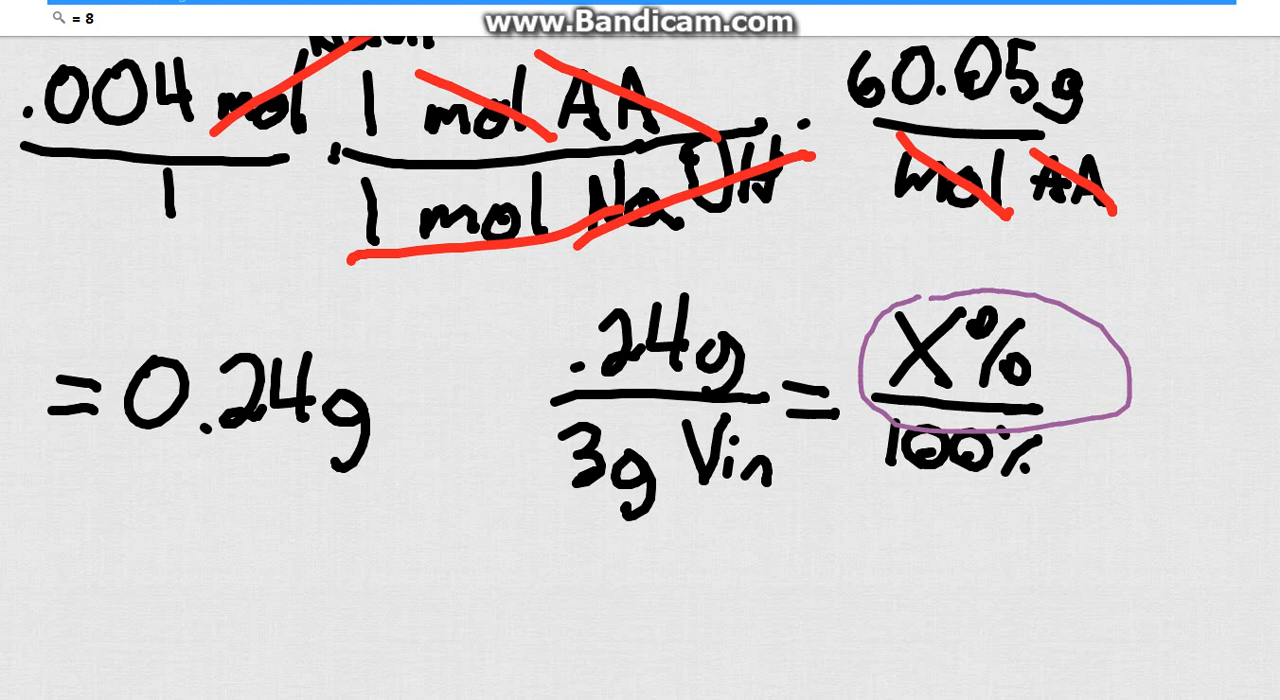 = 8
www.Bandicam.com
NaOH
.004 mol 1 mol AA 60.05g
1 1 mol NaOH mol AA
= 0.24g .24g = X%
3g Vin 100%